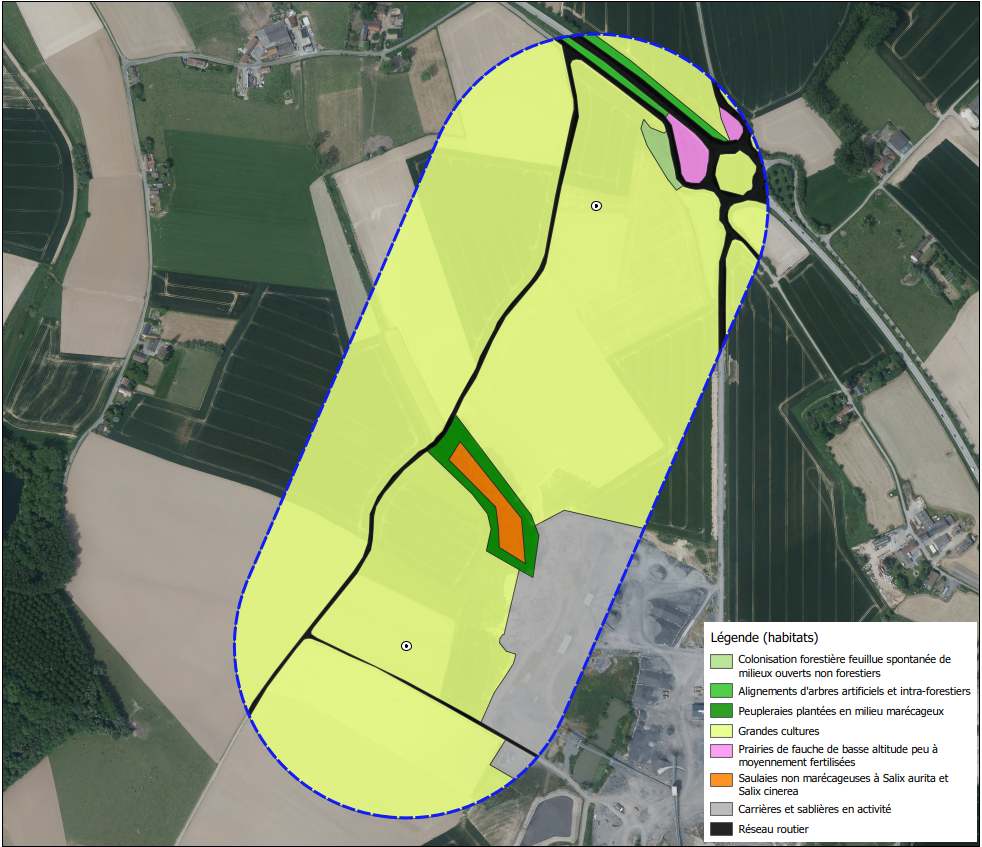 Légende (habitats)
Colonisation forestière feuillue spontanée de
milieux ouverts non forestiers
Alignements d'arbres artificiels et intra-forestiers
Peupleraies plantées en milieu marécageux
Grandes cultures
Prairies de fauche de basse altitude peu à
moyennement fertilisées
Saulaies non marécageuses à Salix aurita et
Salix cinerea
Carrières et sablières en activité
Réseau routier